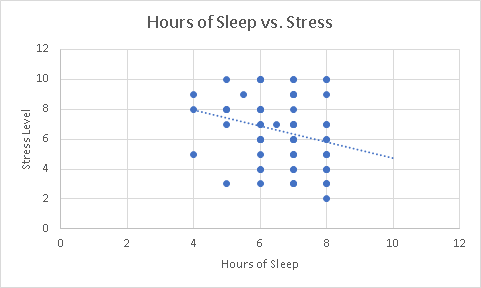 Hours of Sleep vs. Stress
12
10
8
6
4
2
0
Stress Level
0 2 4 6 8 10 12
Hours of Sleep